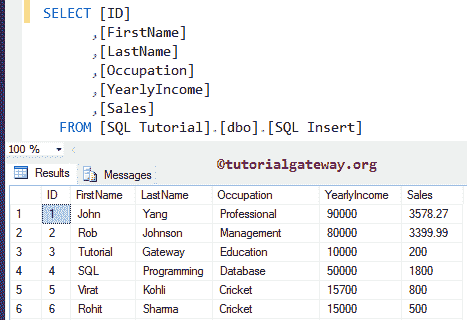 SELECT [ID]
,[FirstName]
,[LastName]
,[Occupation]
,[YearlyIncome]
,[Sales]
FROM [SQL Tutorial].[dbo].[SQL Insert]
100 %
Results Messages ©tutorialgateway.org
ID FirstName LastName Occupation YearlyIncome Sales
1 1 John Yang Professional 90000 3578.27
2 2 Rob Johnson Management 80000 3399.99
3 3 Tutorial Gateway Education 10000 200
4 4 SQL Programming Database 50000 1800
5 5 Virat Kohli Cricket 15700 800
6 6 Rohit Sharma Cricket 15000 500